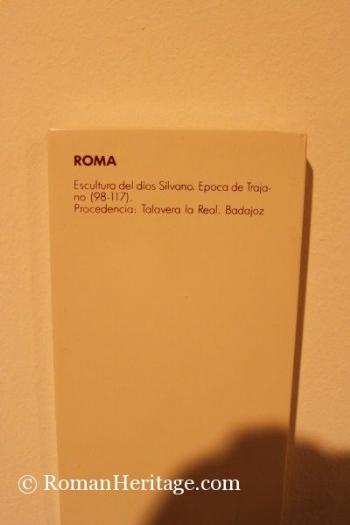 ROMA
Escultura del dios Silvano. Epoca de Traja-
no (98-117).
Procedencia: Talavera la Real. Badajoz
© RomanHeritage.com